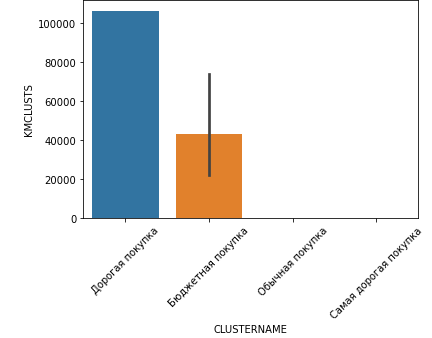 100000
80000
60000
40000
20000
0
KMCLUSTS
Дорогая покупка
Бюджетная покупка
Обычная покупка
Самая дорогая покупка
CLUSTERNAME